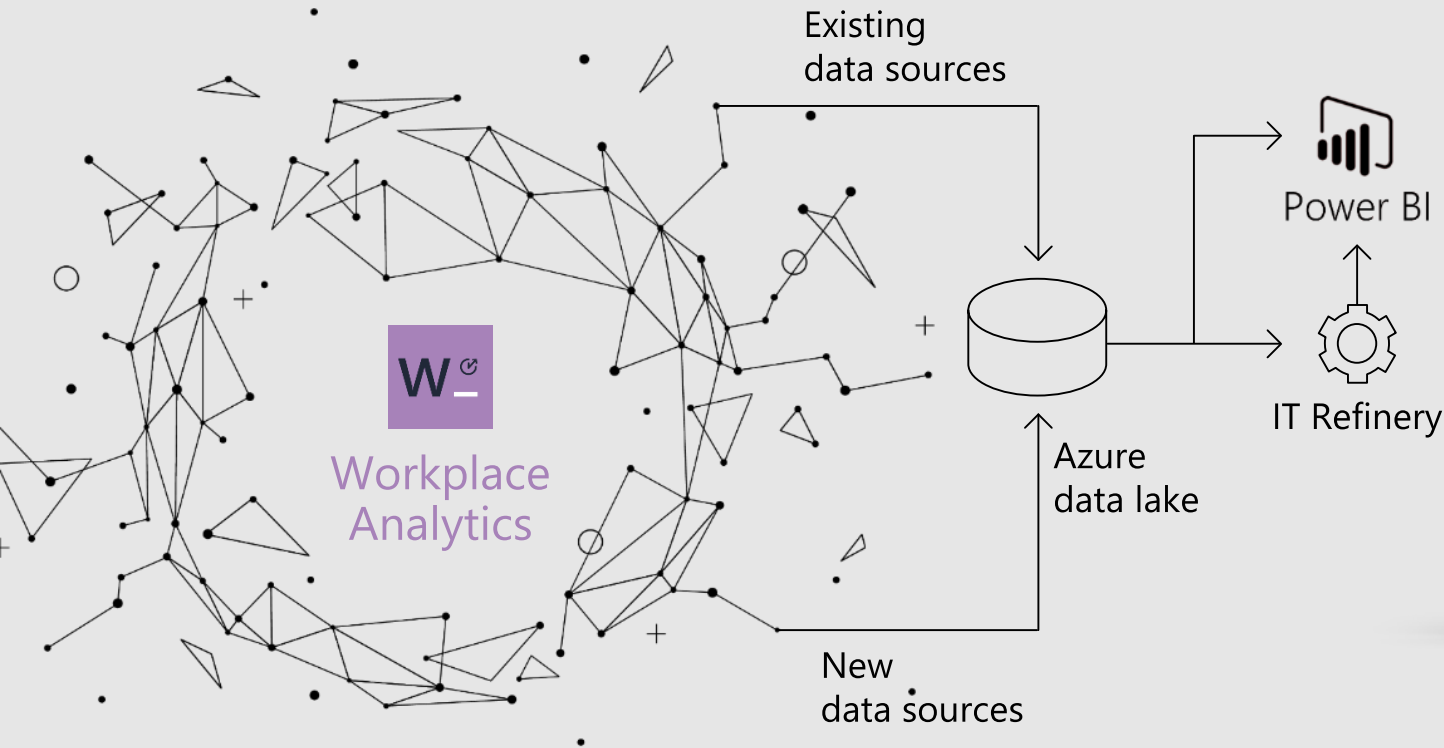 Existing
data sources
Power BI
W
Workplace
Analytics
IT Refinery
Azure
data lake
New
data sources